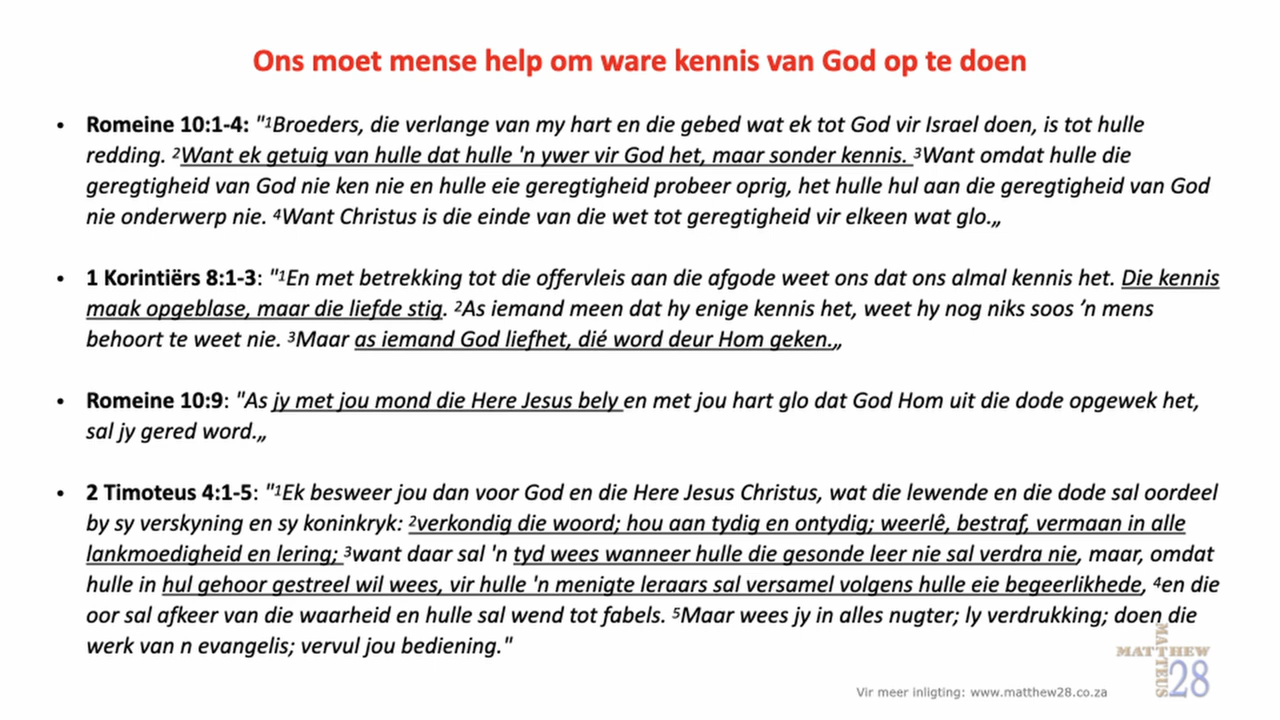 Ons moet mense help om ware kennis van God op te doen
• Romeine 10:1-4: "¹Broeders, die verlange van my hart en die gebed wat ek tot God vir Israel doen, is tot hulle
redding. ²Want ek getuig van hulle dat hulle 'n ywer vir God het, maar sonder kennis. ³Want omdat hulle die
geregtigheid van God nie ken nie en hulle eie geregtigheid probeer oprig, het hulle hul aan die geregtigheid van God
nie onderwerp nie. ⁴Want Christus is die einde van die wet tot geregtigheid vir elkeen wat glo.„
• 1 Korintiërs 8:1-3: "¹En met betrekking tot die offervleis aan die afgode weet ons dat ons almal kennis het. Die kennis
maak opgeblase, maar die liefde stig. ²As iemand meen dat hy enige kennis het, weet hy nog niks soos ’n mens
behoort te weet nie. ³Maar as iemand God liefhet, dié word deur Hom geken.„
• Romeine 10:9: "As jy met jou mond die Here Jesus bely en met jou hart glo dat God Hom uit die dode opgewek het,
sal jy gered word.„
• 2 Timoteus 4:1-5: "¹Ek besweer jou dan voor God en die Here Jesus Christus, wat die lewende en die dode sal oordeel
by sy verskyning en sy koninkryk: ²verkondig die woord; hou aan tydig en ontydig; weerlê, bestraf, vermaan in alle
lankmoedigheid en lering; ³want daar sal 'n tyd wees wanneer hulle die gesonde leer nie sal verdra nie, maar, omdat
hulle in hul gehoor gestreel wil wees, vir hulle 'n menigte leraars sal versamel volgens hulle eie begeerlikhede, ⁴en die
oor sal afkeer van die waarheid en hulle sal wend tot fabels. ⁵Maar wees jy in alles nugter; ly verdrukking; doen die
werk van n evangelis; vervul jou bediening."
MATTHEW
MATTEUS
28
Vir meer inligting: www.matthew28.co.za